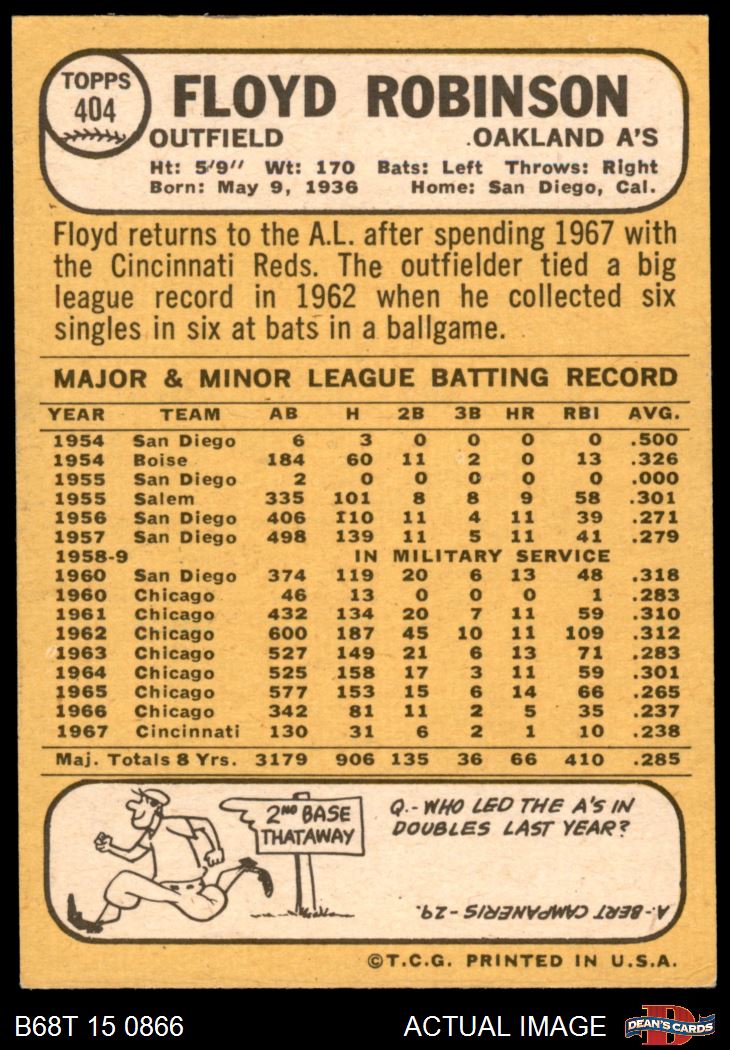 TOPPS
404
FLOYD ROBINSON
OUTFIELD .OAKLAND A'S
Ht: 5'9" Wt: 170 Bats: Left Throws: Right
Born: May 9, 1936 Home: San Diego, Cal.
Floyd returns to the A.L. after spending 1967 with
the Cincinnati Reds. The outfielder tied a big
league record in 1962 when he collected six
singles in six at bats in a ballgame.
MAJOR & MINOR LEAGUE BATTING RECORD
YEAR TEAM AB H 2B 3B HR RBI AVG.
1954 San Diego 6 3 0 0 0 0 .500
1954 Boise 184 60 11 2 0 13 .326
1955 San Diego 2 0 0 0 0 0 .000
1955 Salem 335 101 8 8 9 58 .301
1956 San Diego 406 110 11 4 11 39 .271
1957 San Diego 498 139 11 5 11 41 .279
1958-9 IN MILITARY SERVICE
1960 San Diego 374 119 20 6 13 48 .318
1960 Chicago 46 13 0 0 0 1 .283
1961 Chicago 432 134 20 7 11 59 .310
1962 Chicago 600 187 45 10 11 109 .312
1963 Chicago 527 149 21 6 13 71 .283
1964 Chicago 525 158 17 3 11 59 .301
1965 Chicago 577 153 15 6 14 66 .265
1966 Chicago 342 81 11 2 5 35 .237
1967 Cincinnati 130 31 6 2 1 10 .238
Maj. Totals 8 Yrs. 3179 906 135 36 66 410 .285
2ND BASE
THATAWAY
Q.- WHO LED THE A'S IN
DOUBLES LAST YEAR?
A.- BERT CAMPANERIS - 29.
©T.C.G. PRINTED IN U.S.A.
B68T 15 0866 ACTUAL IMAGE
D
DEAN'S CARDS